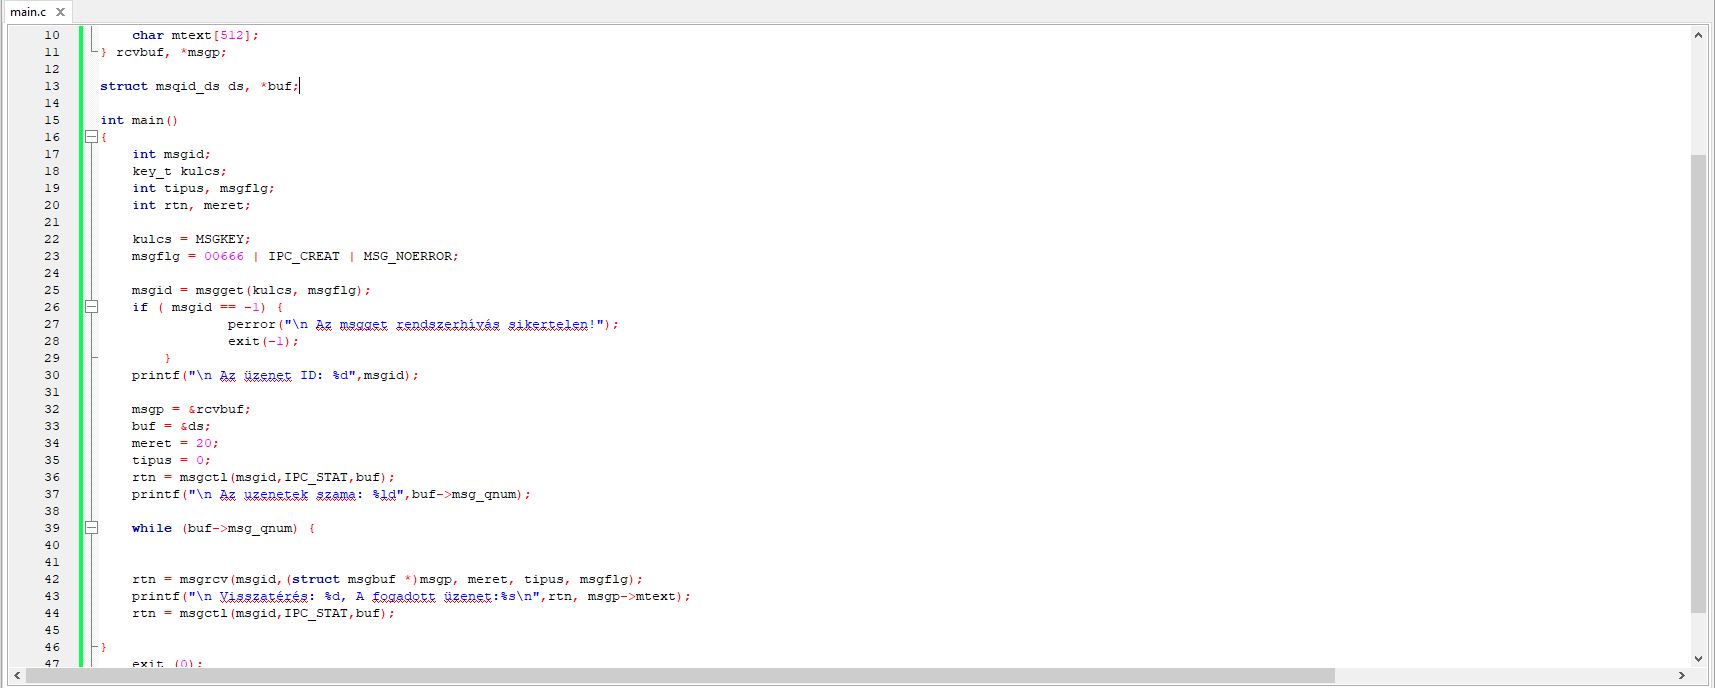 main.c X
10 char mtext[512];
11 } rcvbuf, *msgp;
12
13 struct msqid_ds ds, *buf;
14
15 int main()
16 {
17 int msgid;
18 key_t kulcs;
19 int tipus, msgflg;
20 int rtn, meret;
21
22 kulcs = MSGKEY;
23 msgflg = 00666 | IPC_CREAT | MSG_NOERROR;
24
25 msgid = msgget(kulcs, msgflg);
26 if ( msgid == -1) {
27 perror("\n Az msgget rendszerhívás sikertelen!");
28 exit(-1);
29 }
30 printf("\n Az üzenet ID: %d",msgid);
31
32 msgp = &rcvbuf;
33 buf = &ds;
34 meret = 20;
35 tipus = 0;
36 rtn = msgctl(msgid,IPC_STAT,buf);
37 printf("\n Az uzenetek szama: %ld",buf->msg_qnum);
38
39 while (buf->msg_qnum) {
40
41
42 rtn = msgrcv(msgid,(struct msgbuf *)msgp, meret, tipus, msgflg);
43 printf("\n Visszatérés: %d, A fogadott üzenet:%s\n",rtn, msgp->mtext);
44 rtn = msgctl(msgid,IPC_STAT,buf);
45
46 }
47 exit (0);